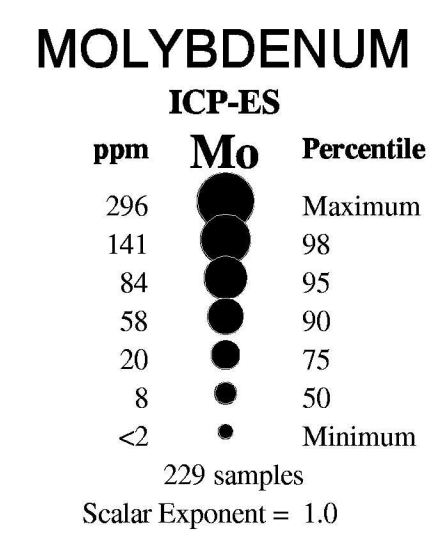 MOLYBDENUM
ICP-ES
ppm Mo Percentile
296 Maximum
141 98
84 95
58 90
20 75
8 50
<2 Minimum
229 samples
Scalar Exponent = 1.0